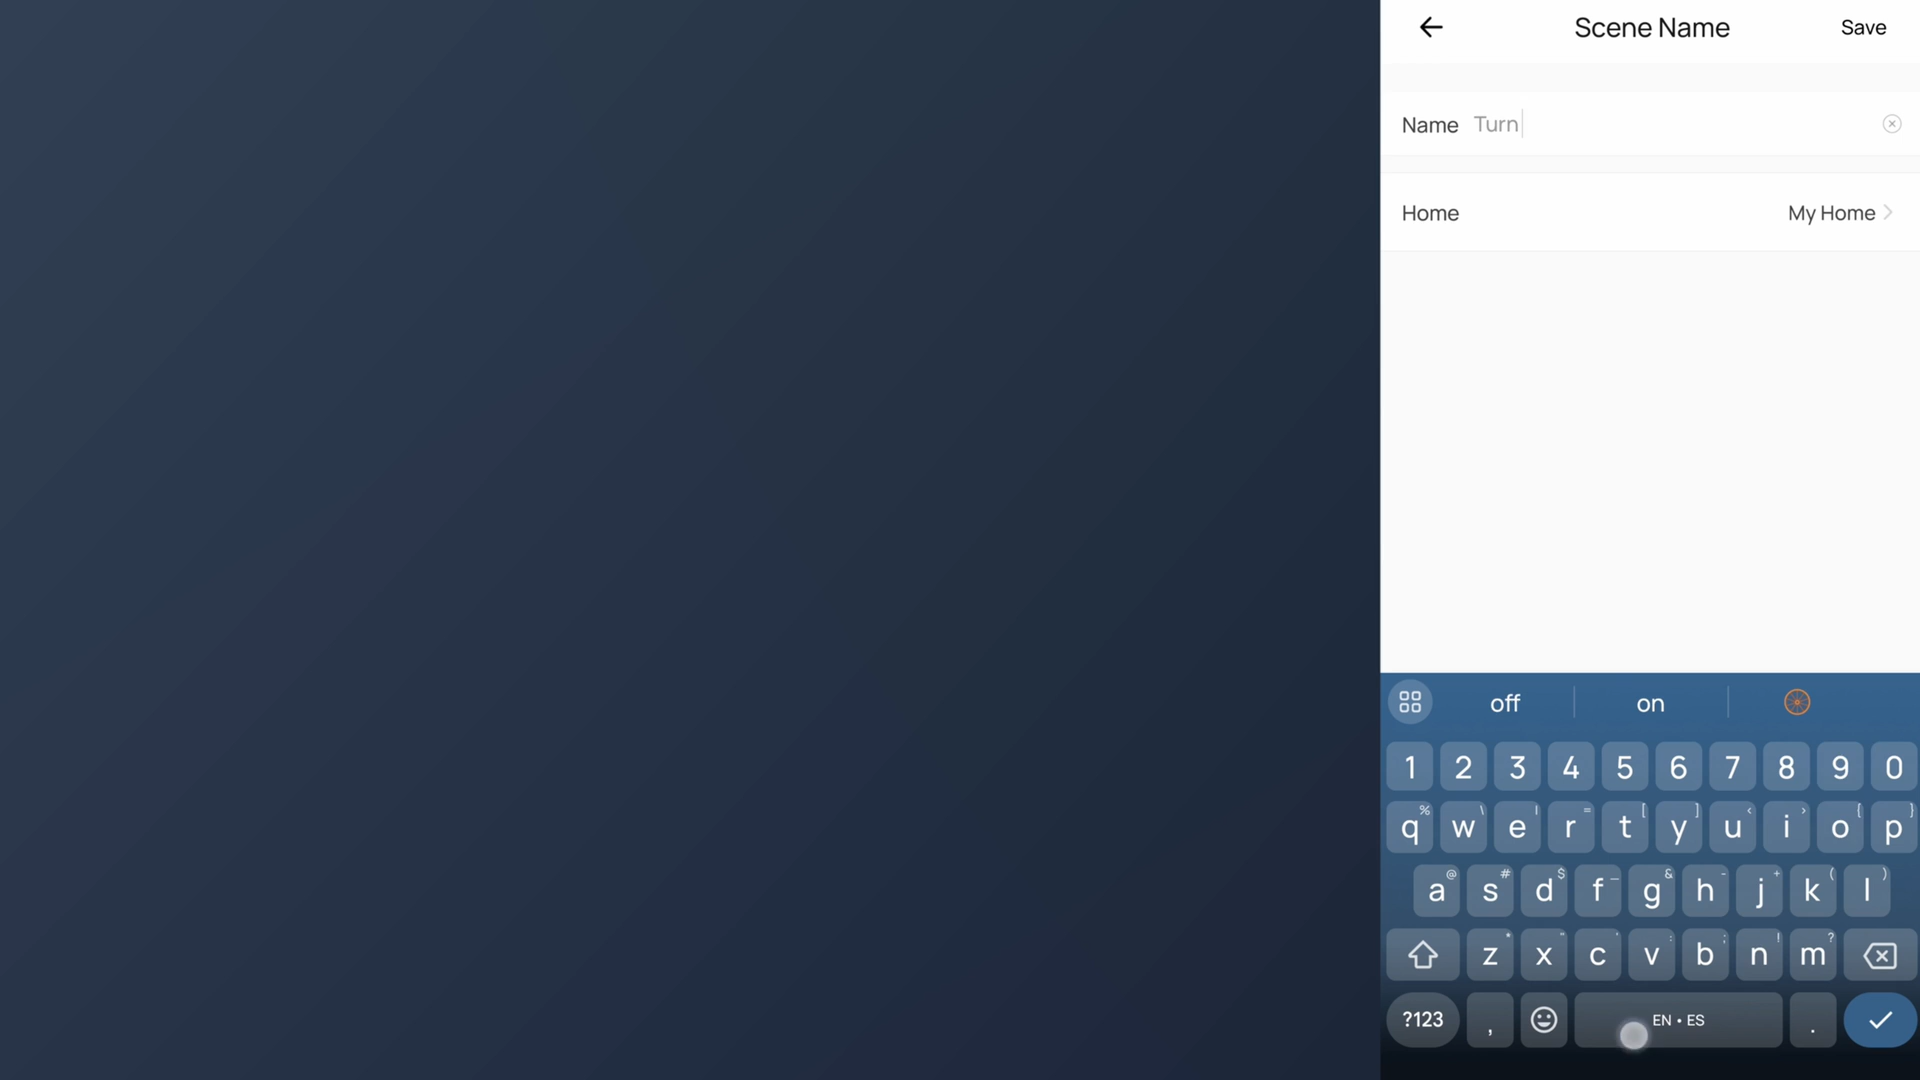 Scene Name Save
Name Turn
Home My Home
off on
1 2 3 4 5 6 7 8 9 0
% \ | = [ ] < > { }
q w e r t y u i o p
@ # $ _ & - + ( )
a s d f g h j k l
* " ' : ; ! ?
z x c v b n m
?123 , EN • ES .